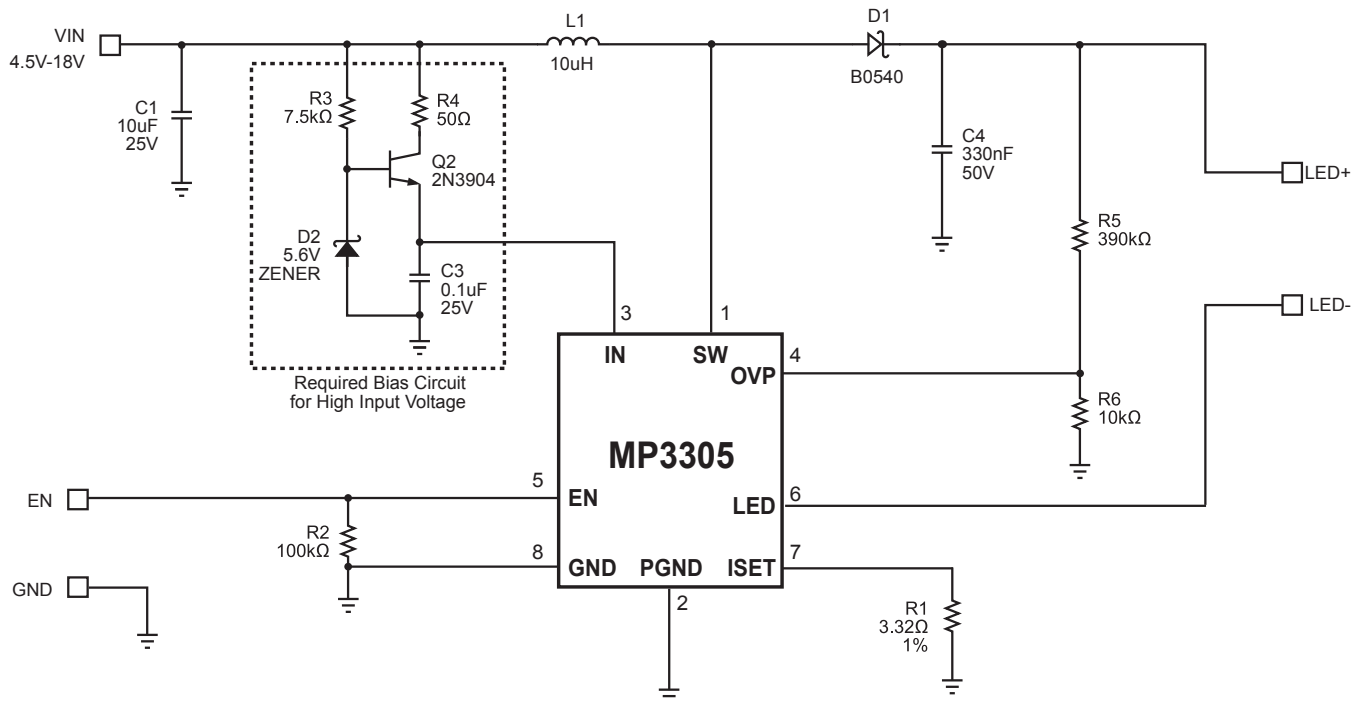 VIN
4.5V-18V
L1
10uH
D1
B0540
C1
10uF
25V
R3
7.5kΩ
R4
50Ω
Q2
2N3904
D2
5.6V
ZENER
C3
0.1uF
25V
Required Bias Circuit
for High Input Voltage
C4
330nF
50V
LED+
R5
390kΩ
LED-
3
1
IN
SW
4
OVP
R6
10kΩ
MP3305
EN
5
EN
6
LED
R2
100kΩ
8
GND
PGND
7
ISET
GND
2
R1
3.32Ω
1%